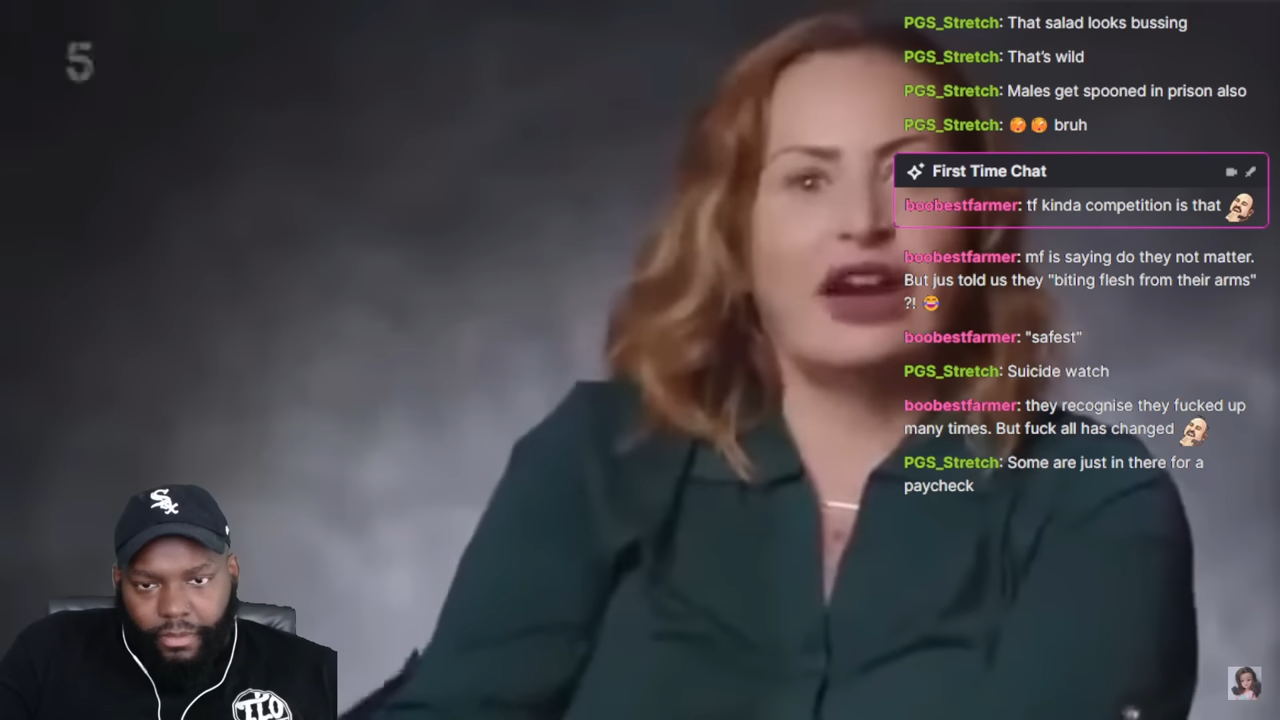 5
PGS_Stretch: That salad looks bussing
PGS_Stretch: That's wild
PGS_Stretch: Males get spooned in prison also
PGS_Stretch: 🥵 🥵 bruh
First Time Chat
boobestfarmer: tf kinda competition is that
boobestfarmer: mf is saying do they not matter.
But jus told us they "biting flesh from their arms"
?! 😂
boobestfarmer: "safest"
PGS_Stretch: Suicide watch
boobestfarmer: they recognise they fucked up
many times. But fuck all has changed
PGS_Stretch: Some are just in there for a
paycheck
Sox
TLO